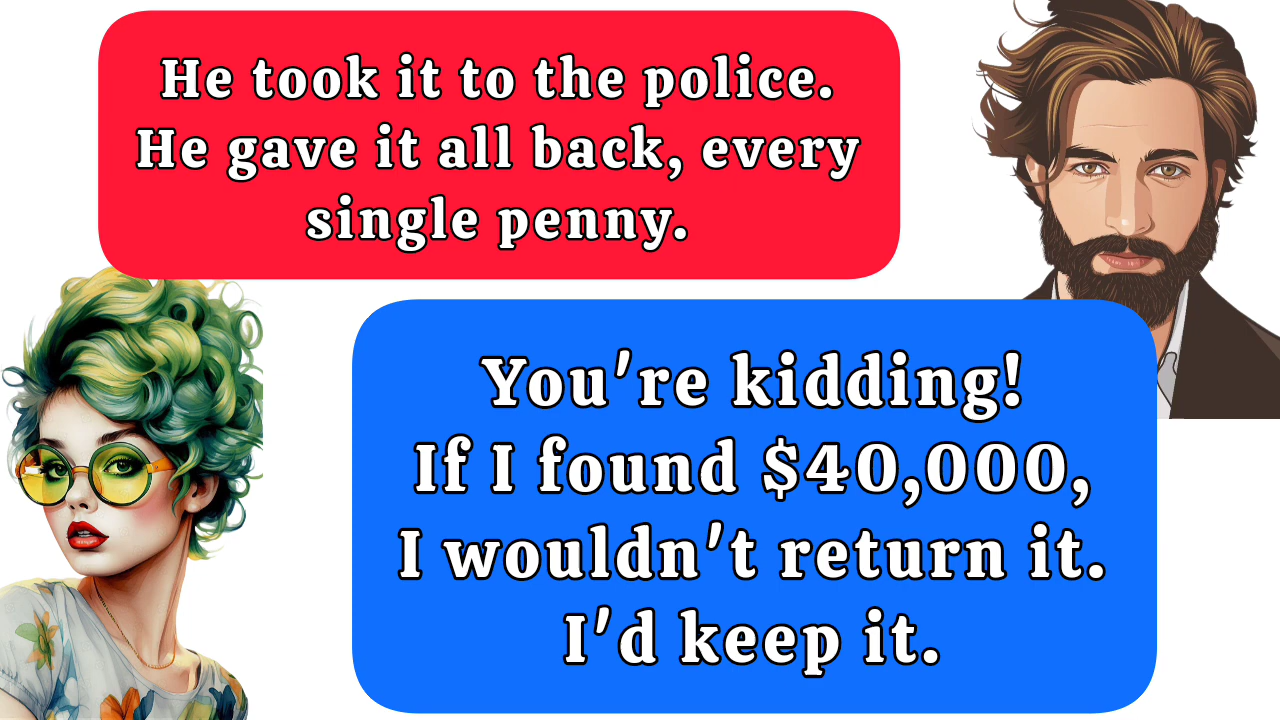 He took it to the police.
He gave it all back, every
single penny.
You're kidding!
If I found $40,000,
I wouldn't return it.
I'd keep it.